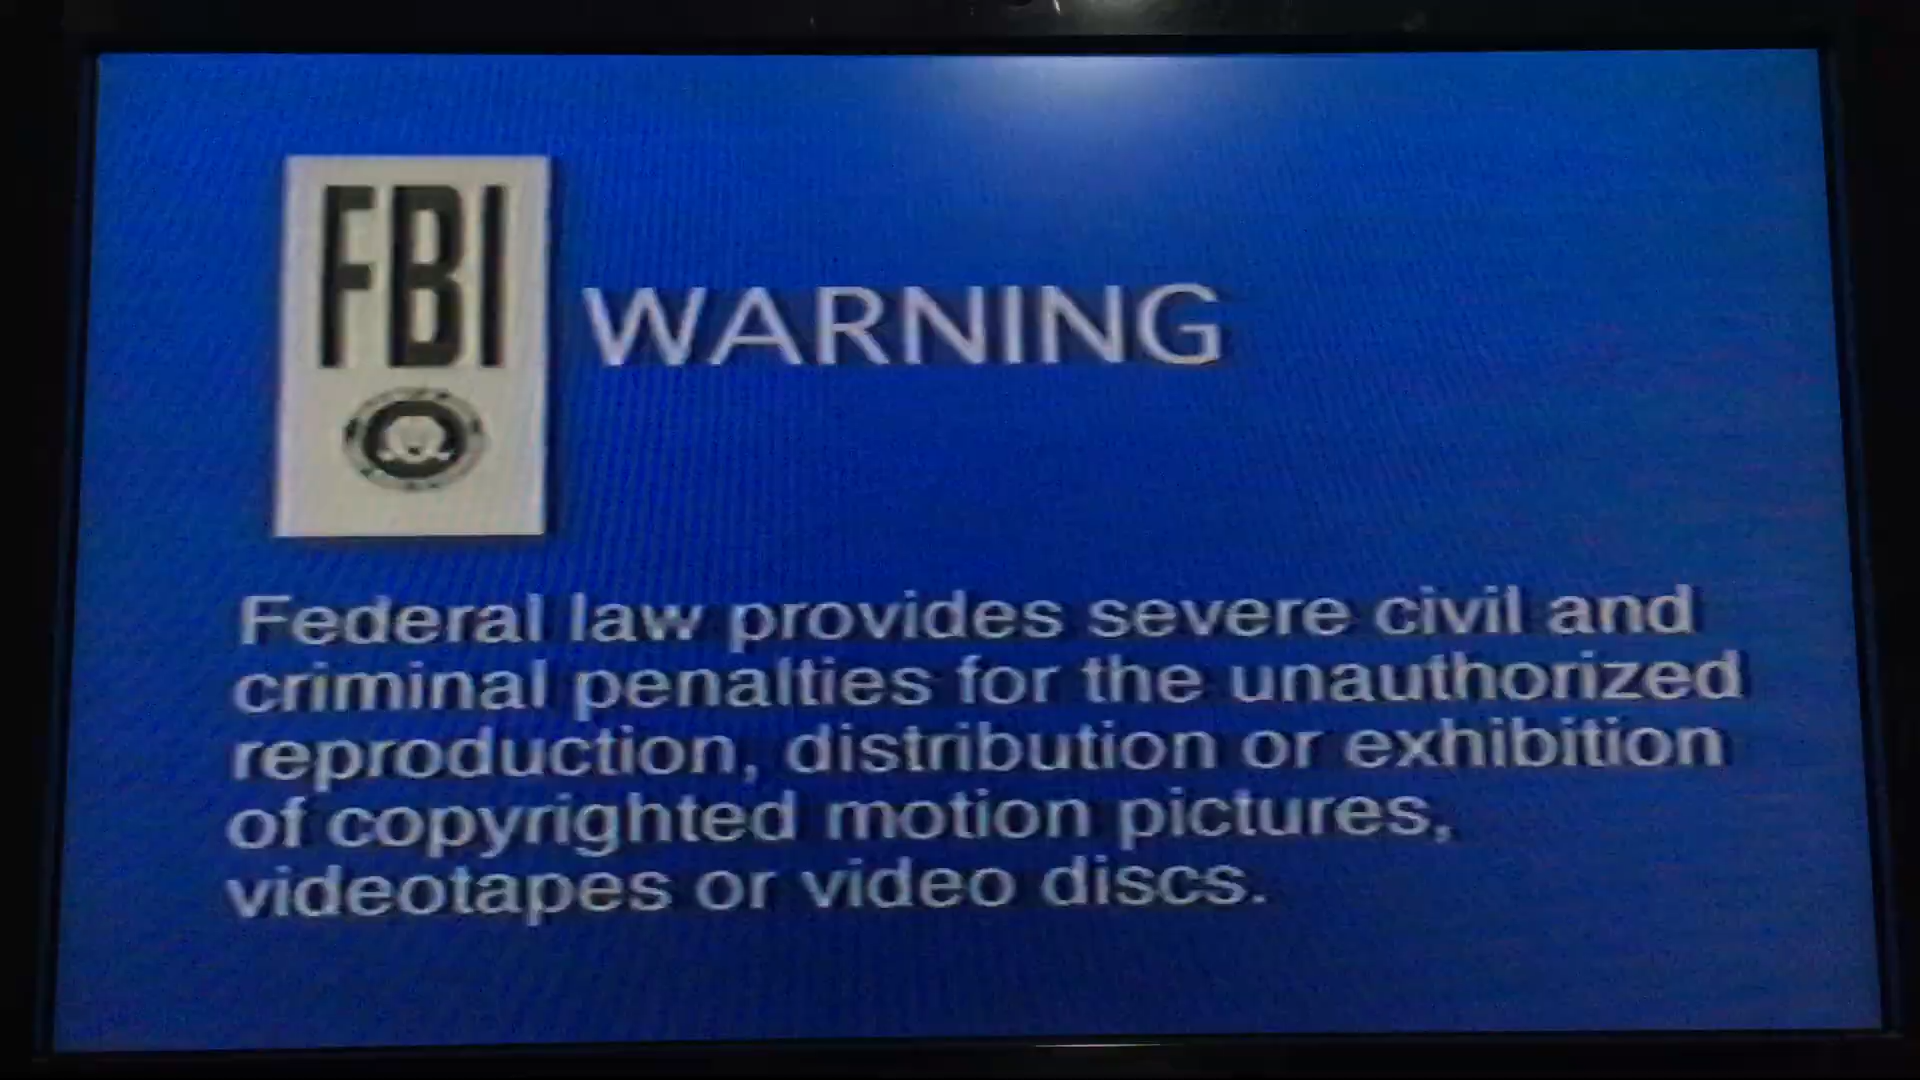 FBI
WARNING
Federal law provides severe civil and
criminal penalties for the unauthorized
reproduction, distribution or exhibition
of copyrighted motion pictures,
videotapes or video discs.